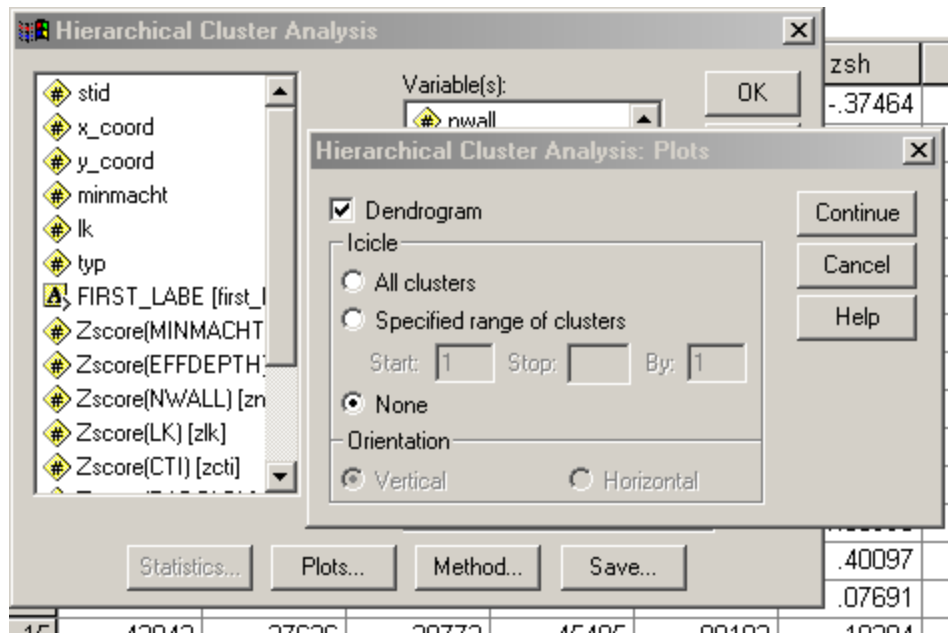 Hierarchical Cluster Analysis
zsh
stid
x_coord
y_coord
minmacht
lk
typ
FIRST_LABE [first_l
Zscore(MINMACHT
Zscore(EFFDEPTH)
Zscore(NWALL) [zn
Zscore(LK) [zlk]
Zscore(CTI) [zcti]
Variable(s):
nwall
OK
-.37464
Hierarchical Cluster Analysis: Plots
Dendrogram
Continue
Icicle
Cancel
All clusters
Help
Specified range of clusters
Start: 1 Stop: By: 1
None
Orientation
Vertical Horizontal
Statistics... Plots... Method... Save...
.40097
.07691